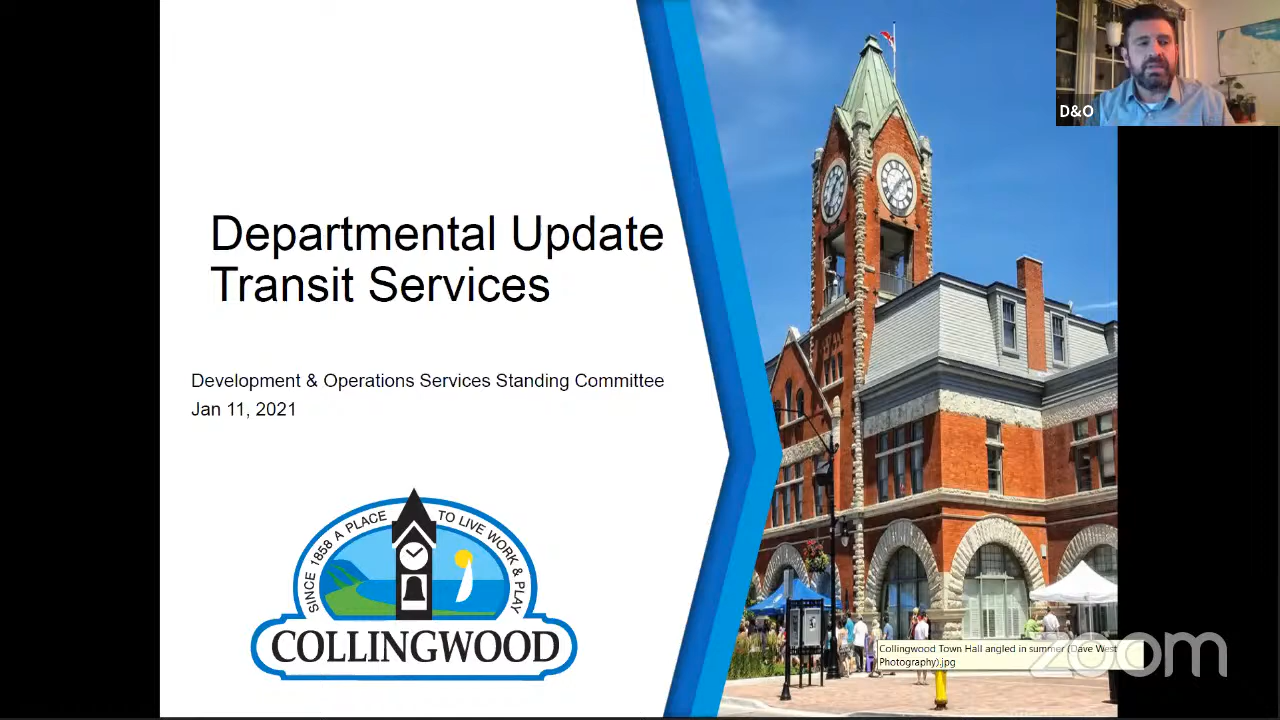 D&O
Departmental Update
Transit Services
Development & Operations Services Standing Committee
Jan 11, 2021
SINCE 1858 A PLACE TO LIVE WORK & PLAY
COLLINGWOOD
Collingwood Town Hall angled in summer (Dave West
Photography).jpg
zoom